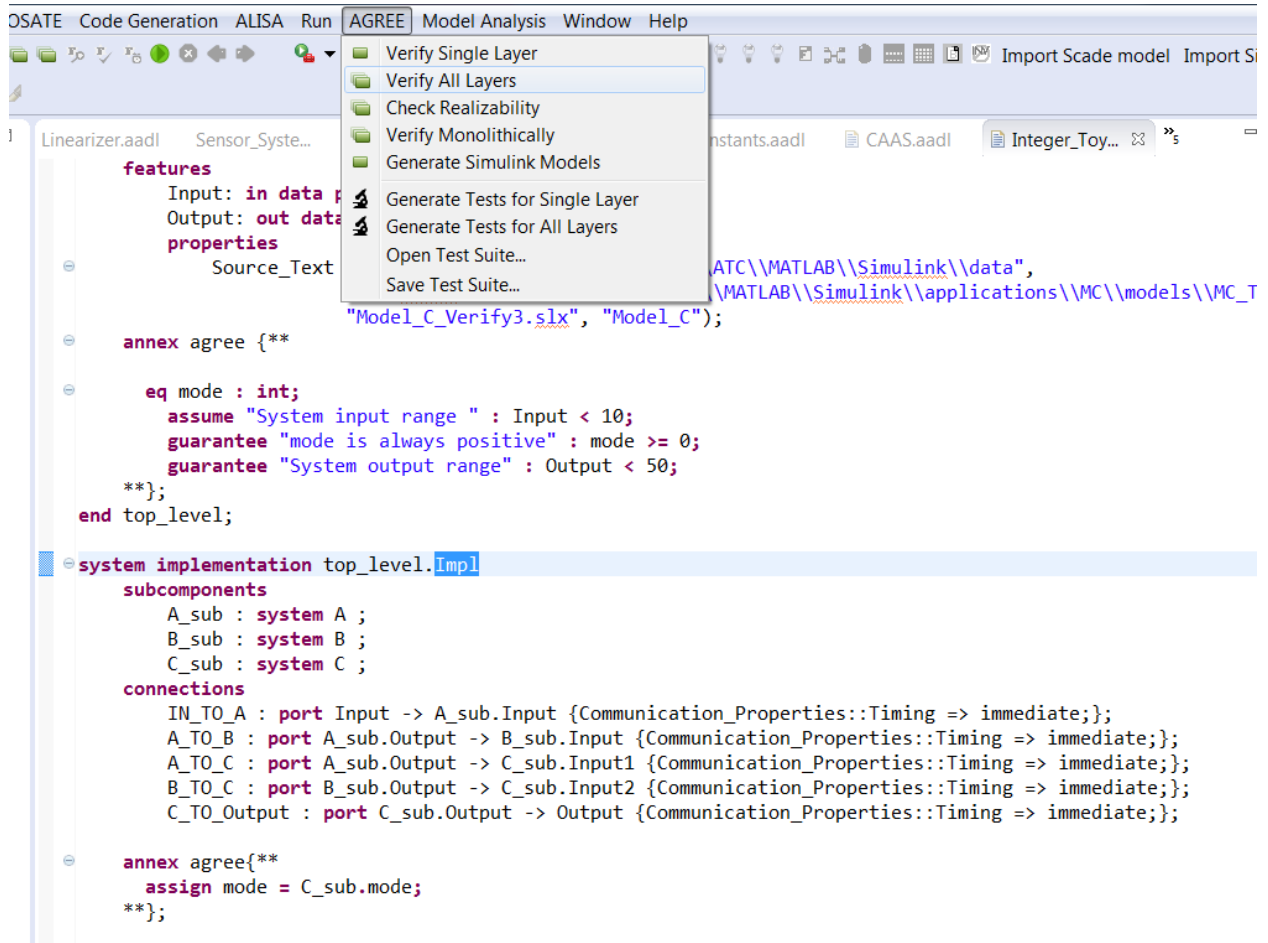 OSATE Code Generation ALISA Run AGREE Model Analysis Window Help
Import Scade model Import Si
Verify Single Layer
Verify All Layers
Check Realizability
Verify Monolithically
Generate Simulink Models
Generate Tests for Single Layer
Generate Tests for All Layers
Open Test Suite...
Save Test Suite...
Linearizer.aadl Sensor_Syste... nstants.aadl CAAS.aadl Integer_Toy... »5
features
Input: in data p
Output: out data
properties
Source_Text \ATC\\MATLAB\\Simulink\\data",
\\MATLAB\\Simulink\\applications\\MC\\models\\MC_T
"Model_C_Verify3.slx", "Model_C");
annex agree {**
eq mode : int;
assume "System input range " : Input < 10;
guarantee "mode is always positive" : mode >= 0;
guarantee "System output range" : Output < 50;
**};
end top_level;
system implementation top_level.Impl
subcomponents
A_sub : system A ;
B_sub : system B ;
C_sub : system C ;
connections
IN_TO_A : port Input -> A_sub.Input {Communication_Properties::Timing => immediate;};
A_TO_B : port A_sub.Output -> B_sub.Input {Communication_Properties::Timing => immediate;};
A_TO_C : port A_sub.Output -> C_sub.Input1 {Communication_Properties::Timing => immediate;};
B_TO_C : port B_sub.Output -> C_sub.Input2 {Communication_Properties::Timing => immediate;};
C_TO_Output : port C_sub.Output -> Output {Communication_Properties::Timing => immediate;};
annex agree{**
assign mode = C_sub.mode;
**};